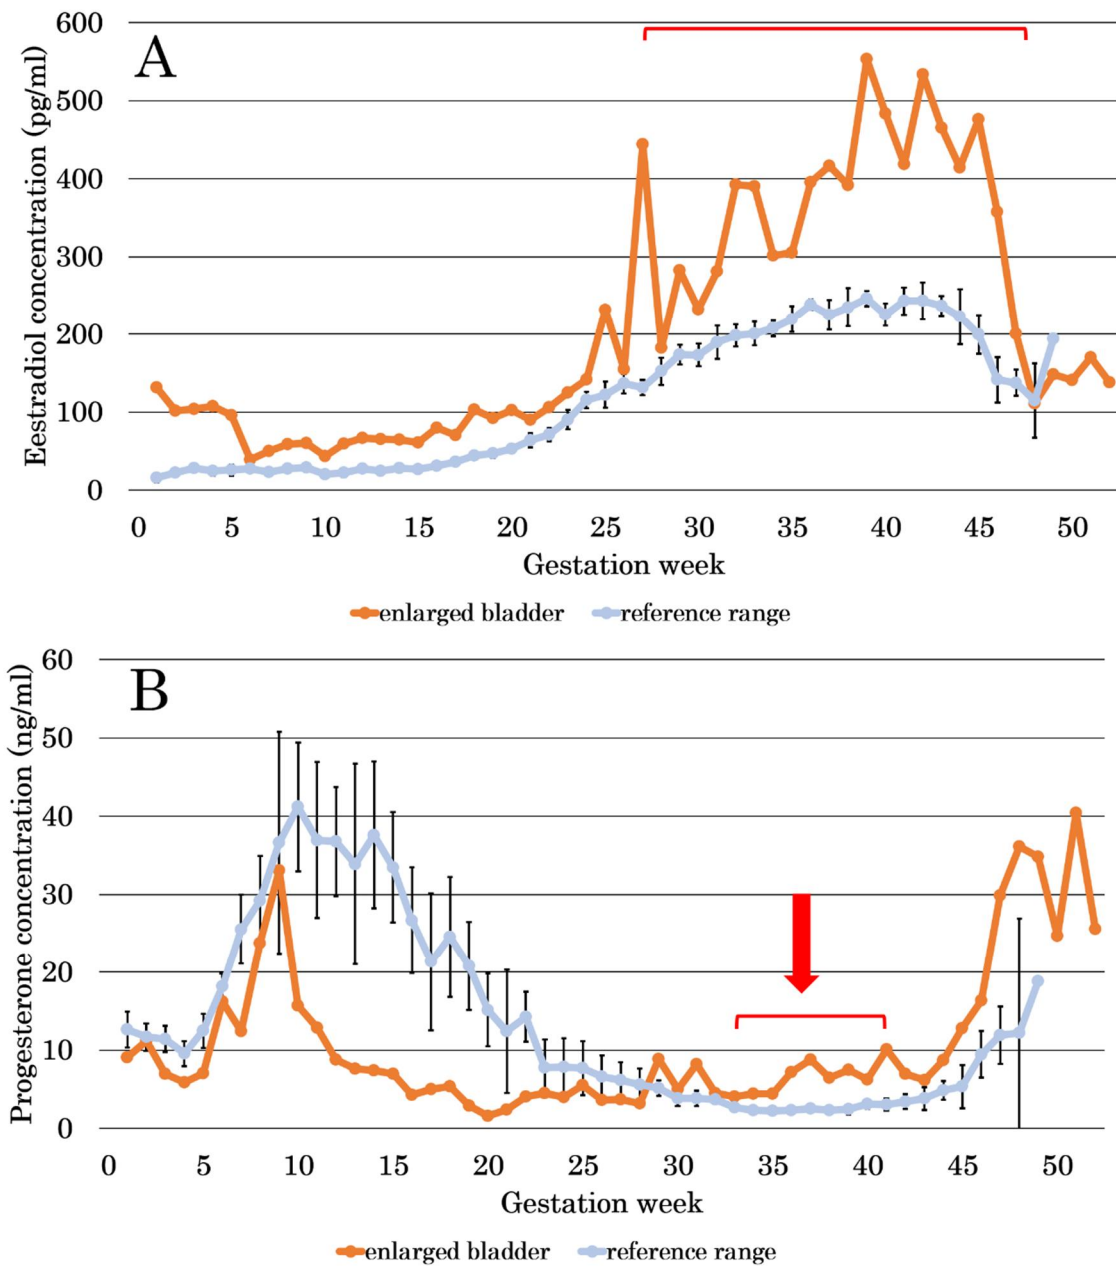 A
Eestradiol concentration (pg/ml)
600
500
400
300
200
100
0
0 5 10 15 20 25 30 35 40 45 50
Gestation week
enlarged bladder reference range
B
Progesterone concentration (ng/ml)
60
50
40
30
20
10
0
0 5 10 15 20 25 30 35 40 45 50
Gestation week
enlarged bladder reference range